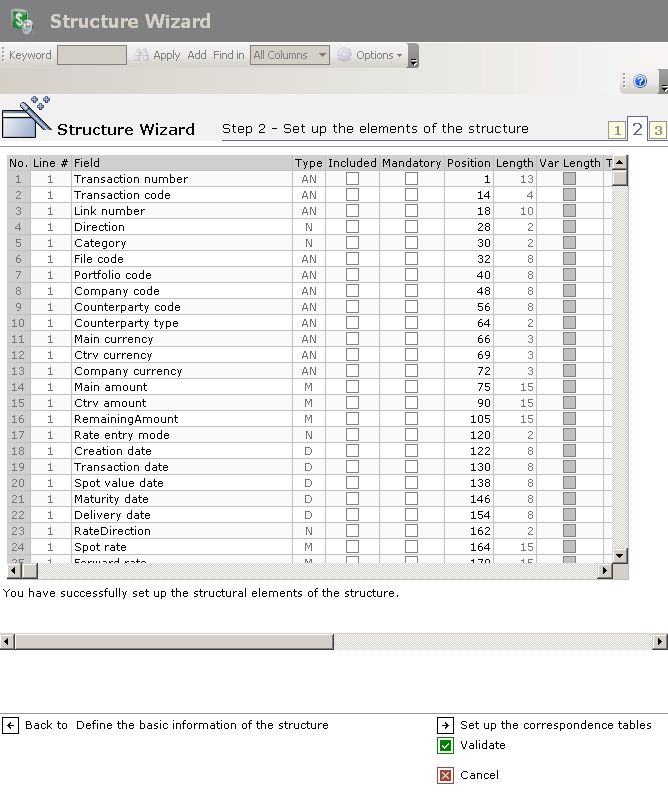 Structure Wizard
Keyword Apply Add Find in All Columns Options
Structure Wizard Step 2 - Set up the elements of the structure 1 2 3
No. Line # Field Type Included Mandatory Position Length Var Length T
1 1 Transaction number AN 1 13
2 1 Transaction code AN 14 4
3 1 Link number AN 18 10
4 1 Direction N 28 2
5 1 Category N 30 2
6 1 File code AN 32 8
7 1 Portfolio code AN 40 8
8 1 Company code AN 48 8
9 1 Counterparty code AN 56 8
10 1 Counterparty type AN 64 2
11 1 Main currency AN 66 3
12 1 Ctrv currency AN 69 3
13 1 Company currency AN 72 3
14 1 Main amount M 75 15
15 1 Ctrv amount M 90 15
16 1 RemainingAmount M 105 15
17 1 Rate entry mode N 120 2
18 1 Creation date D 122 8
19 1 Transaction date D 130 8
20 1 Spot value date D 138 8
21 1 Maturity date D 146 8
22 1 Delivery date D 154 8
23 1 RateDirection N 162 2
24 1 Spot rate M 164 15
25 1 Forward rate M 179 15
You have successfully set up the structural elements of the structure.
Back to Define the basic information of the structure
Set up the correspondence tables
Validate
Cancel